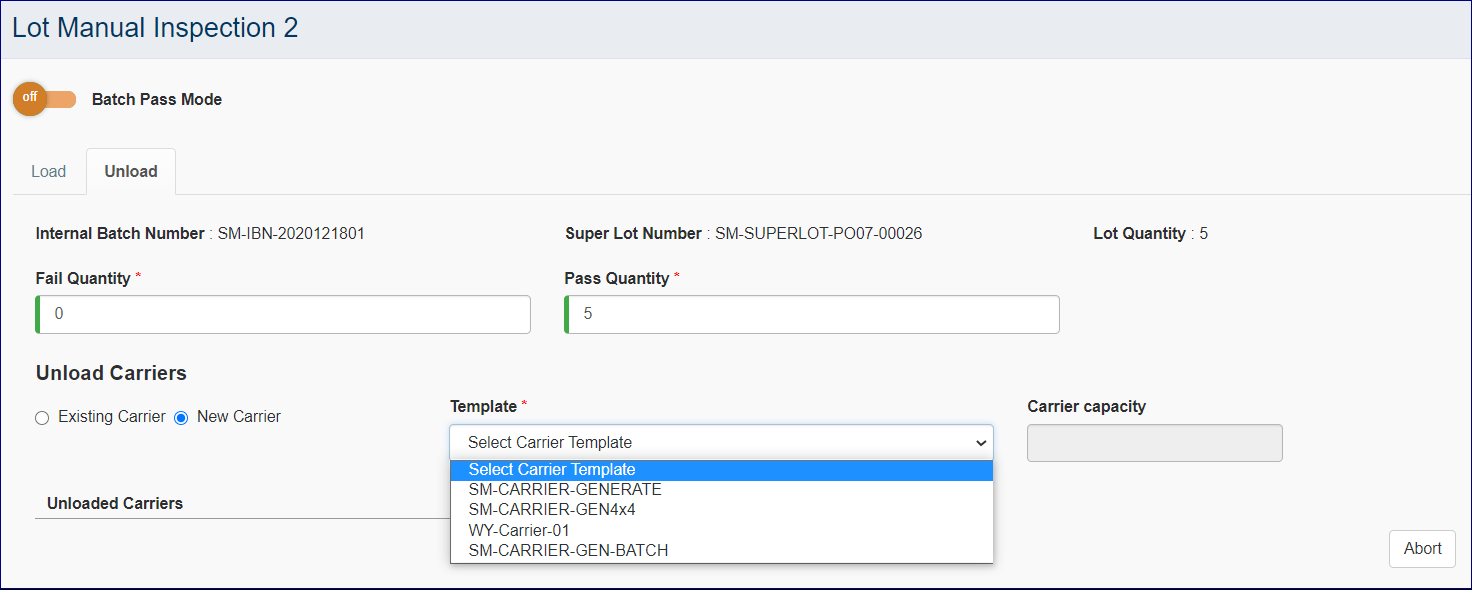 Lot Manual Inspection 2
off Batch Pass Mode
Load Unload
Internal Batch Number : SM-IBN-2020121801 Super Lot Number : SM-SUPERLOT-PO07-00026 Lot Quantity : 5
Fail Quantity * Pass Quantity *
0 5
Unload Carriers
Template * Carrier capacity
Existing Carrier New Carrier
Select Carrier Template
Select Carrier Template
SM-CARRIER-GENERATE
Unloaded Carriers
SM-CARRIER-GEN4x4
WY-Carrier-01
SM-CARRIER-GEN-BATCH
Abort